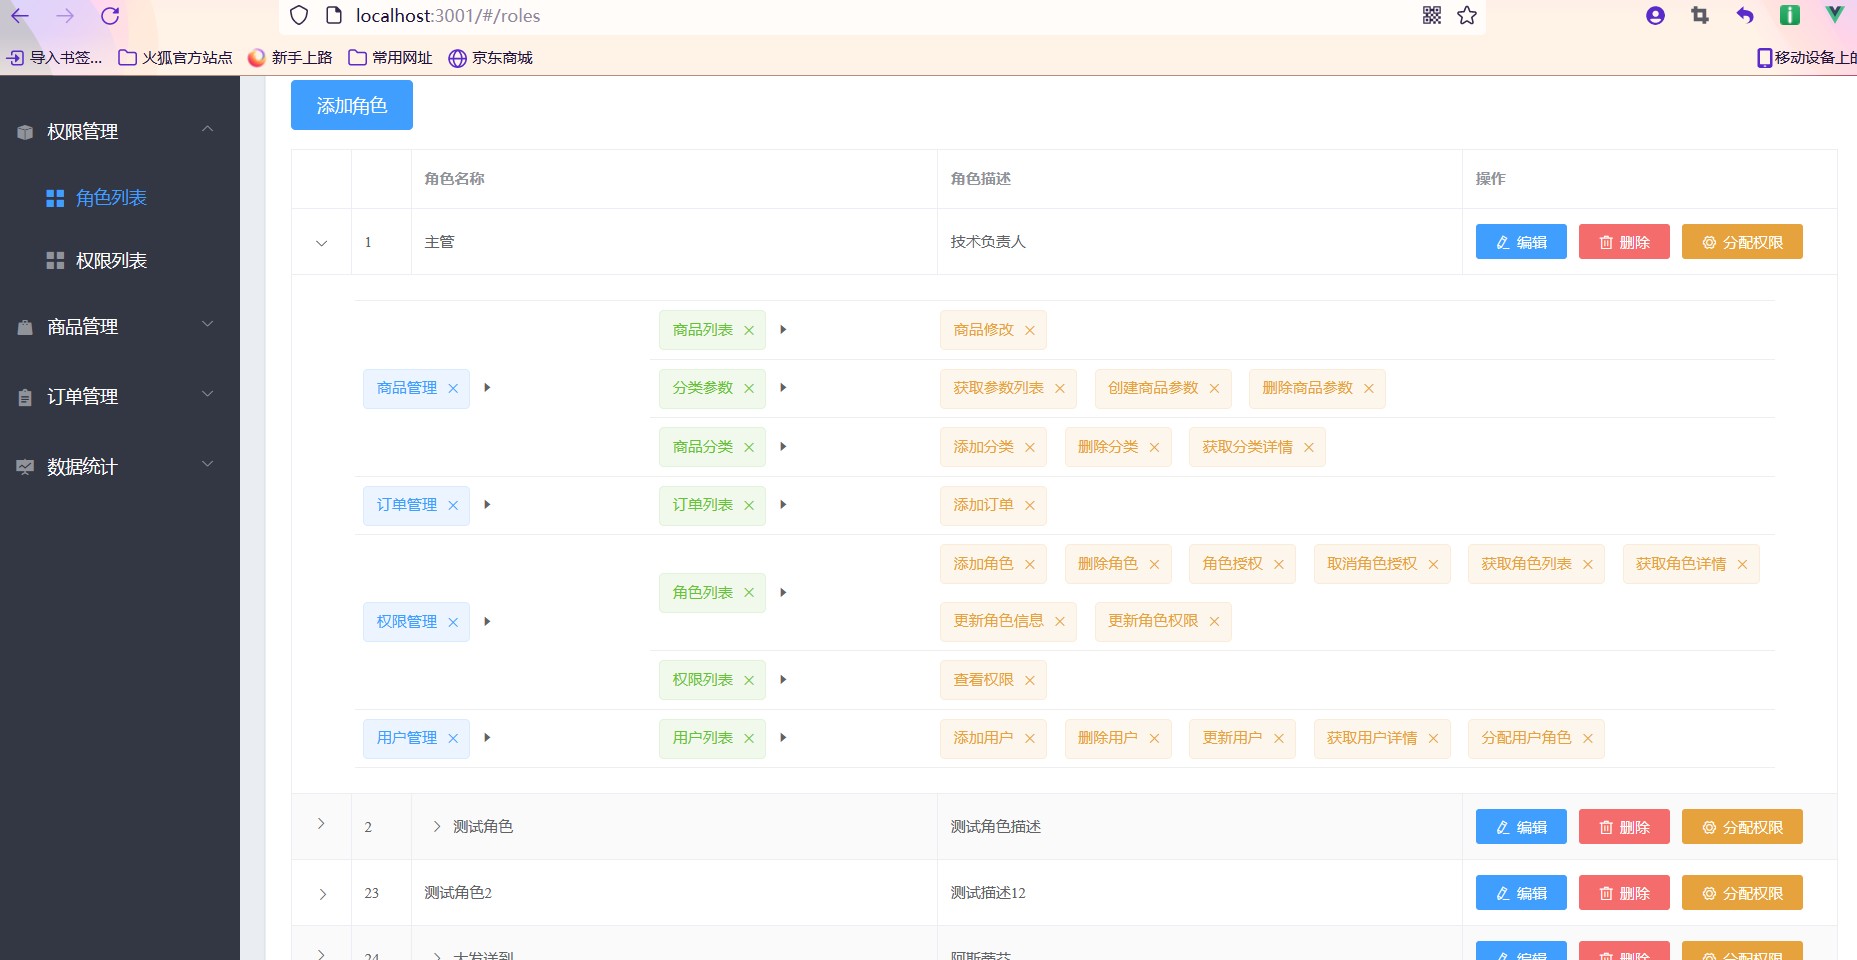 localhost:3001/#/roles
导入书签... 火狐官方站点 新手上路 常用网址 京东商城 移动设备上的
权限管理
角色列表
权限列表
商品管理
订单管理
数据统计
添加角色
角色名称 角色描述 操作
1 主管 技术负责人 编辑 删除 分配权限
商品列表 商品修改
商品管理 分类参数 获取参数列表 创建商品参数 删除商品参数
商品分类 添加分类 删除分类 获取分类详情
订单管理 订单列表 添加订单
添加角色 删除角色 角色授权 取消角色授权 获取角色列表 获取角色详情
角色列表
权限管理 更新角色信息 更新角色权限
权限列表 查看权限
用户管理 用户列表 添加用户 删除用户 更新用户 获取用户详情 分配用户角色
2 测试角色 测试角色描述 编辑 删除 分配权限
23 测试角色2 测试描述12 编辑 删除 分配权限
24 大发送到 阿斯蒂芬 编辑 删除 分配权限